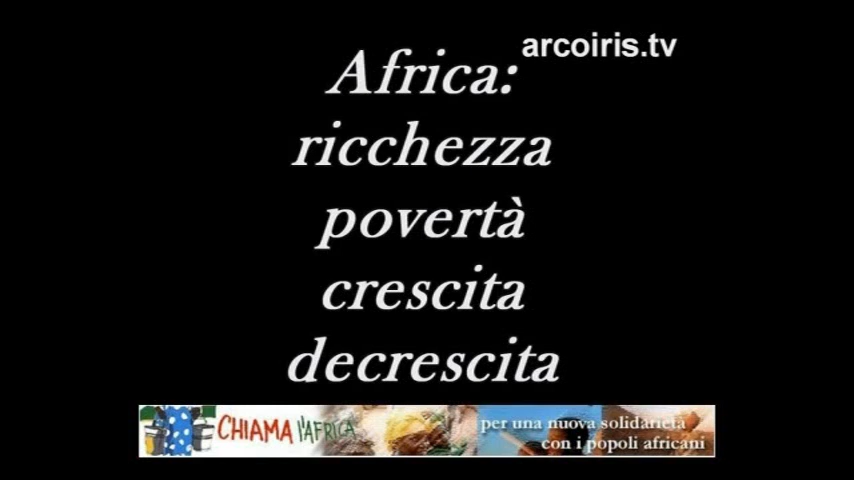 arcoiris.tv
Africa:
ricchezza
povertà
crescita
decrescita
CHIAMA l'AFRICA
per una nuova solidarietà
con i popoli africani